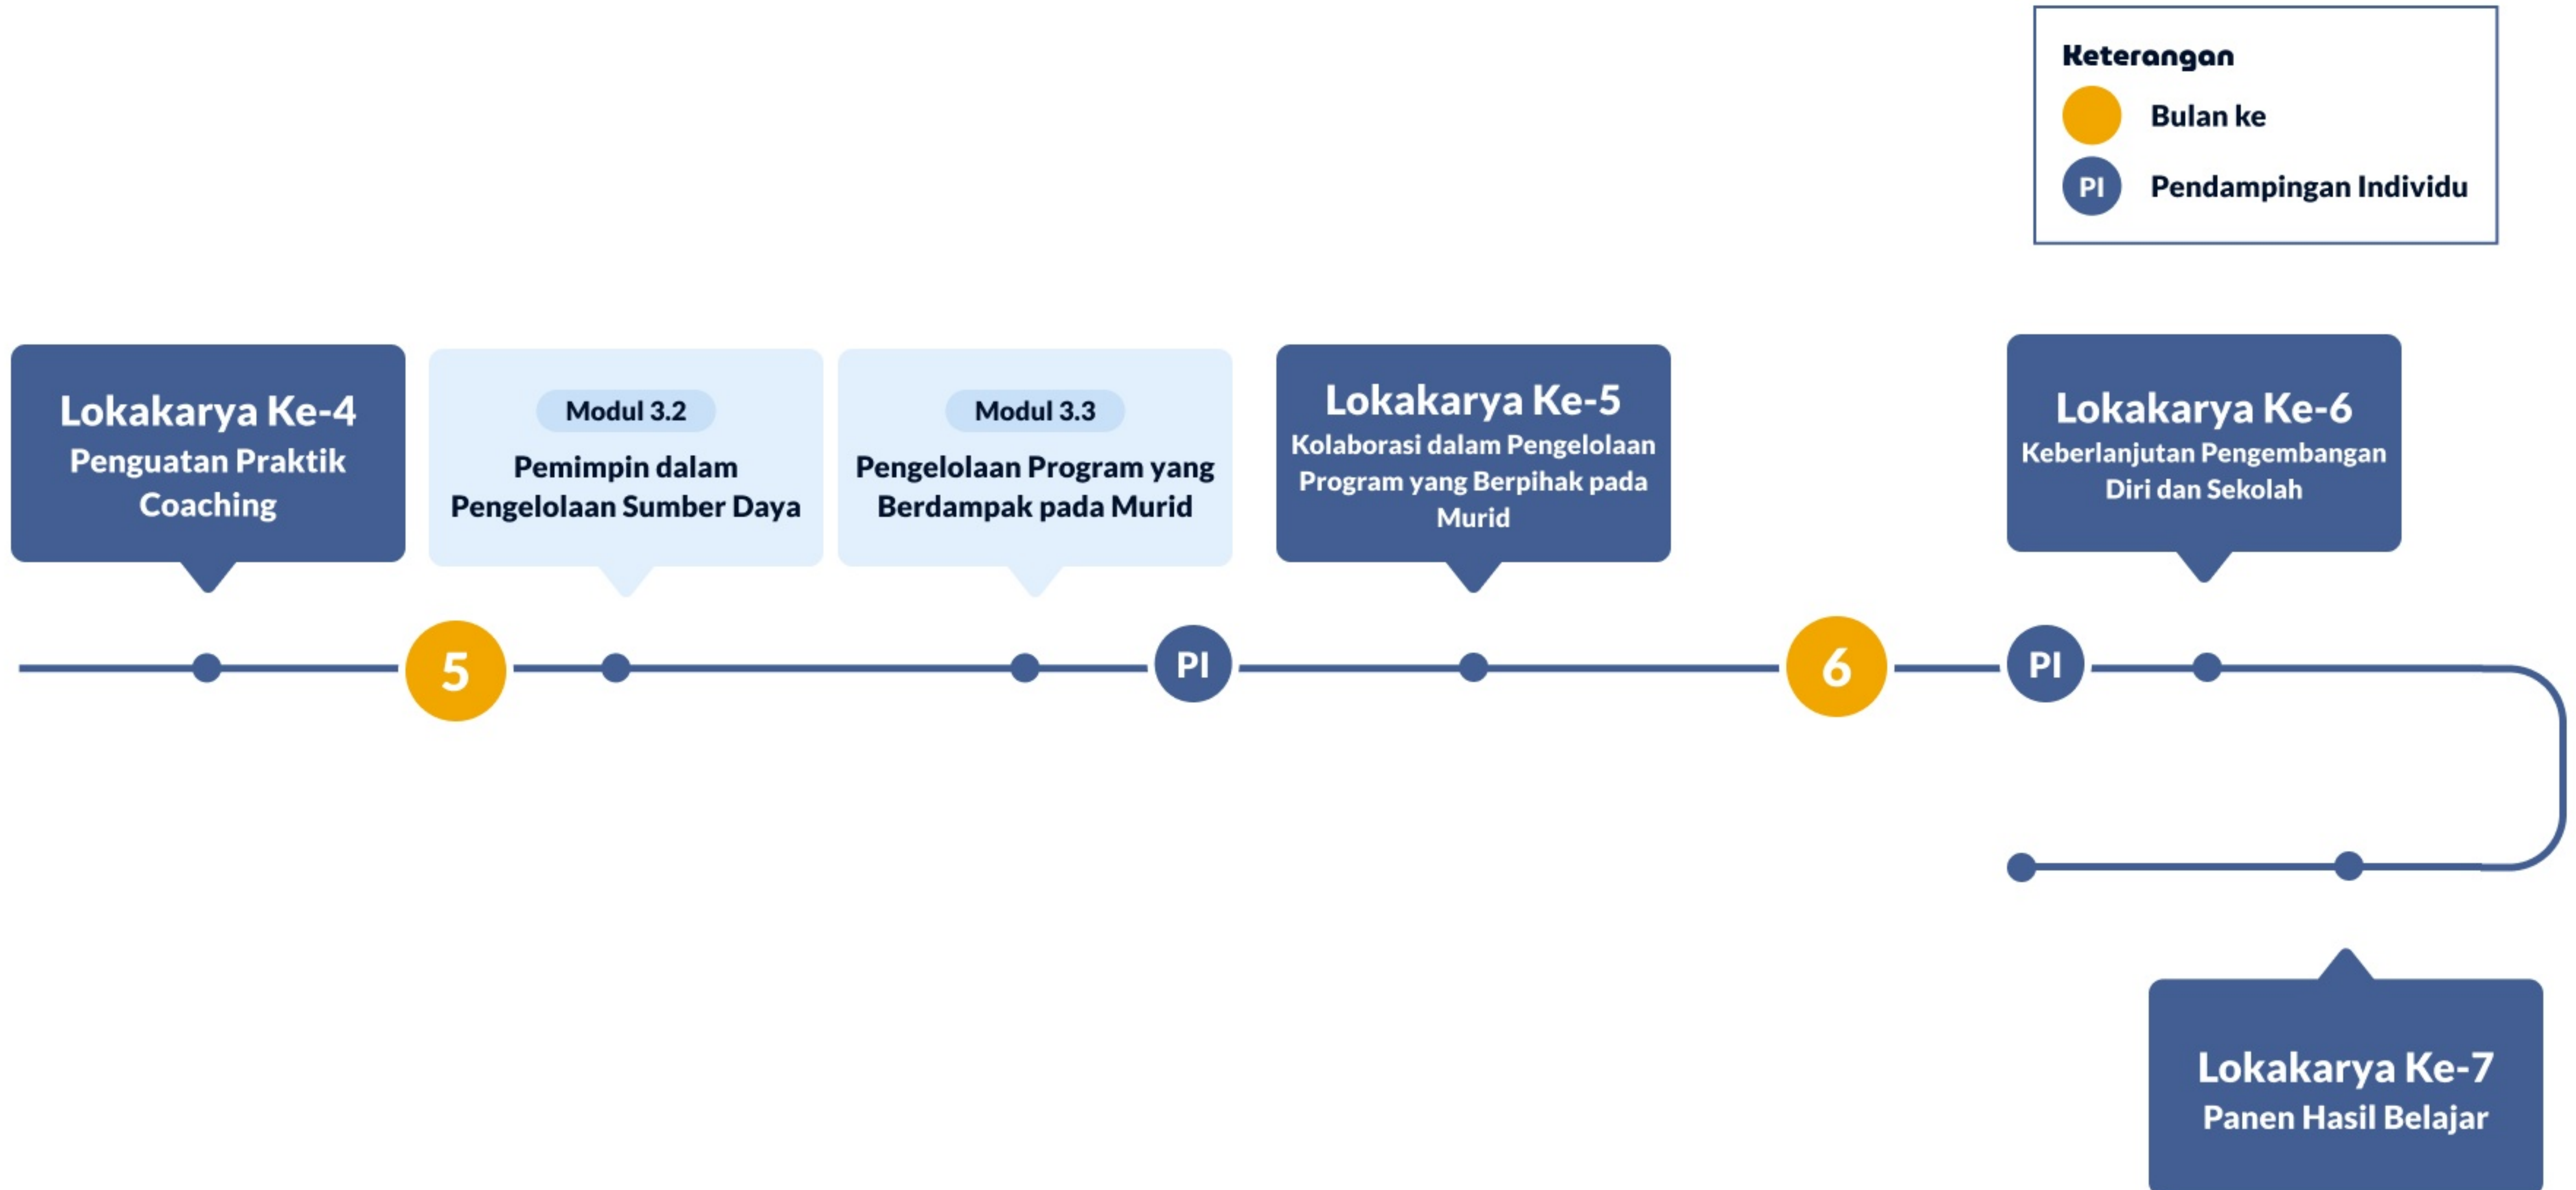 Keterangan
Bulan ke
PI Pendampingan Individu
Lokakarya Ke-4
Penguatan Praktik
Coaching
Modul 3.2
Pemimpin dalam
Pengelolaan Sumber Daya
Modul 3.3
Pengelolaan Program yang
Berdampak pada Murid
Lokakarya Ke-5
Kolaborasi dalam Pengelolaan
Program yang Berpihak pada
Murid
Lokakarya Ke-6
Keberlanjutan Pengembangan
Diri dan Sekolah
5
PI
6
PI
Lokakarya Ke-7
Panen Hasil Belajar